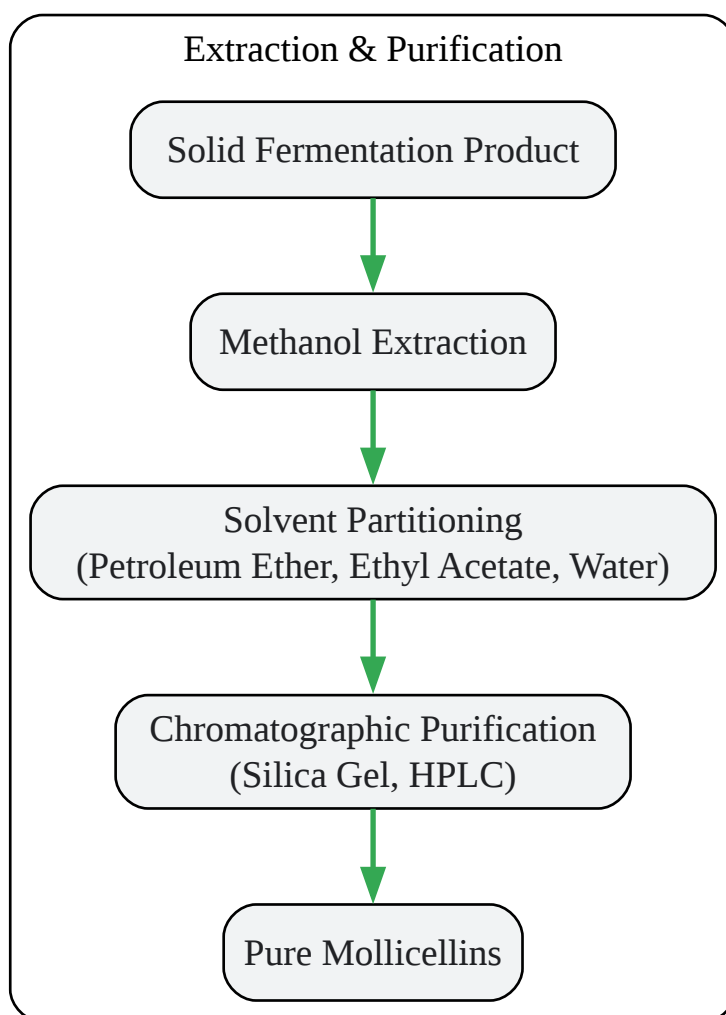 Extraction & Purification
Solid Fermentation Product
Methanol Extraction
Solvent Partitioning
(Petroleum Ether, Ethyl Acetate, Water)
Chromatographic Purification
(Silica Gel, HPLC)
Pure Mollicellins